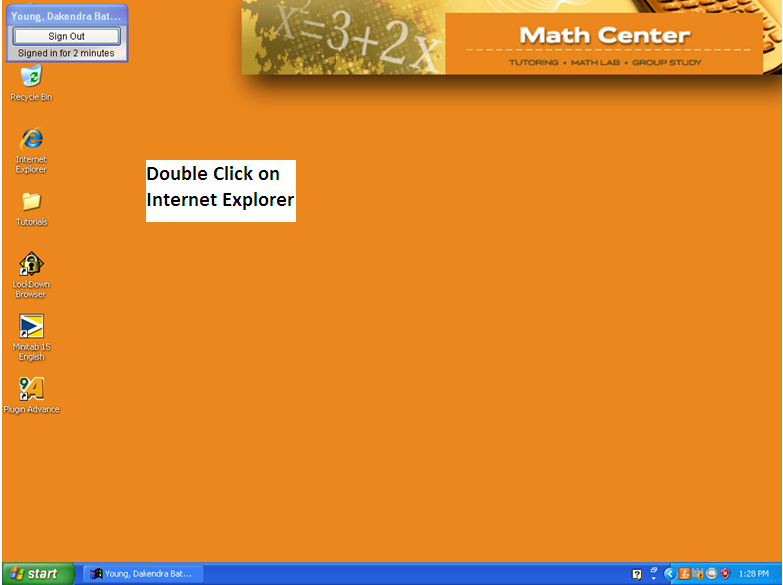 Young, Dakendra Bat...
Sign Out
Signed in for 2 minutes
x²=3+2x
Math Center
TUTORING • MATH LAB • GROUP STUDY
Recycle Bin
Internet
Explorer
Double Click on
Internet Explorer
Tutorials
LockDown
Browser
Minitab 15
English
Plugin Advance
start
Young, Dakendra Bat...
1:28 PM